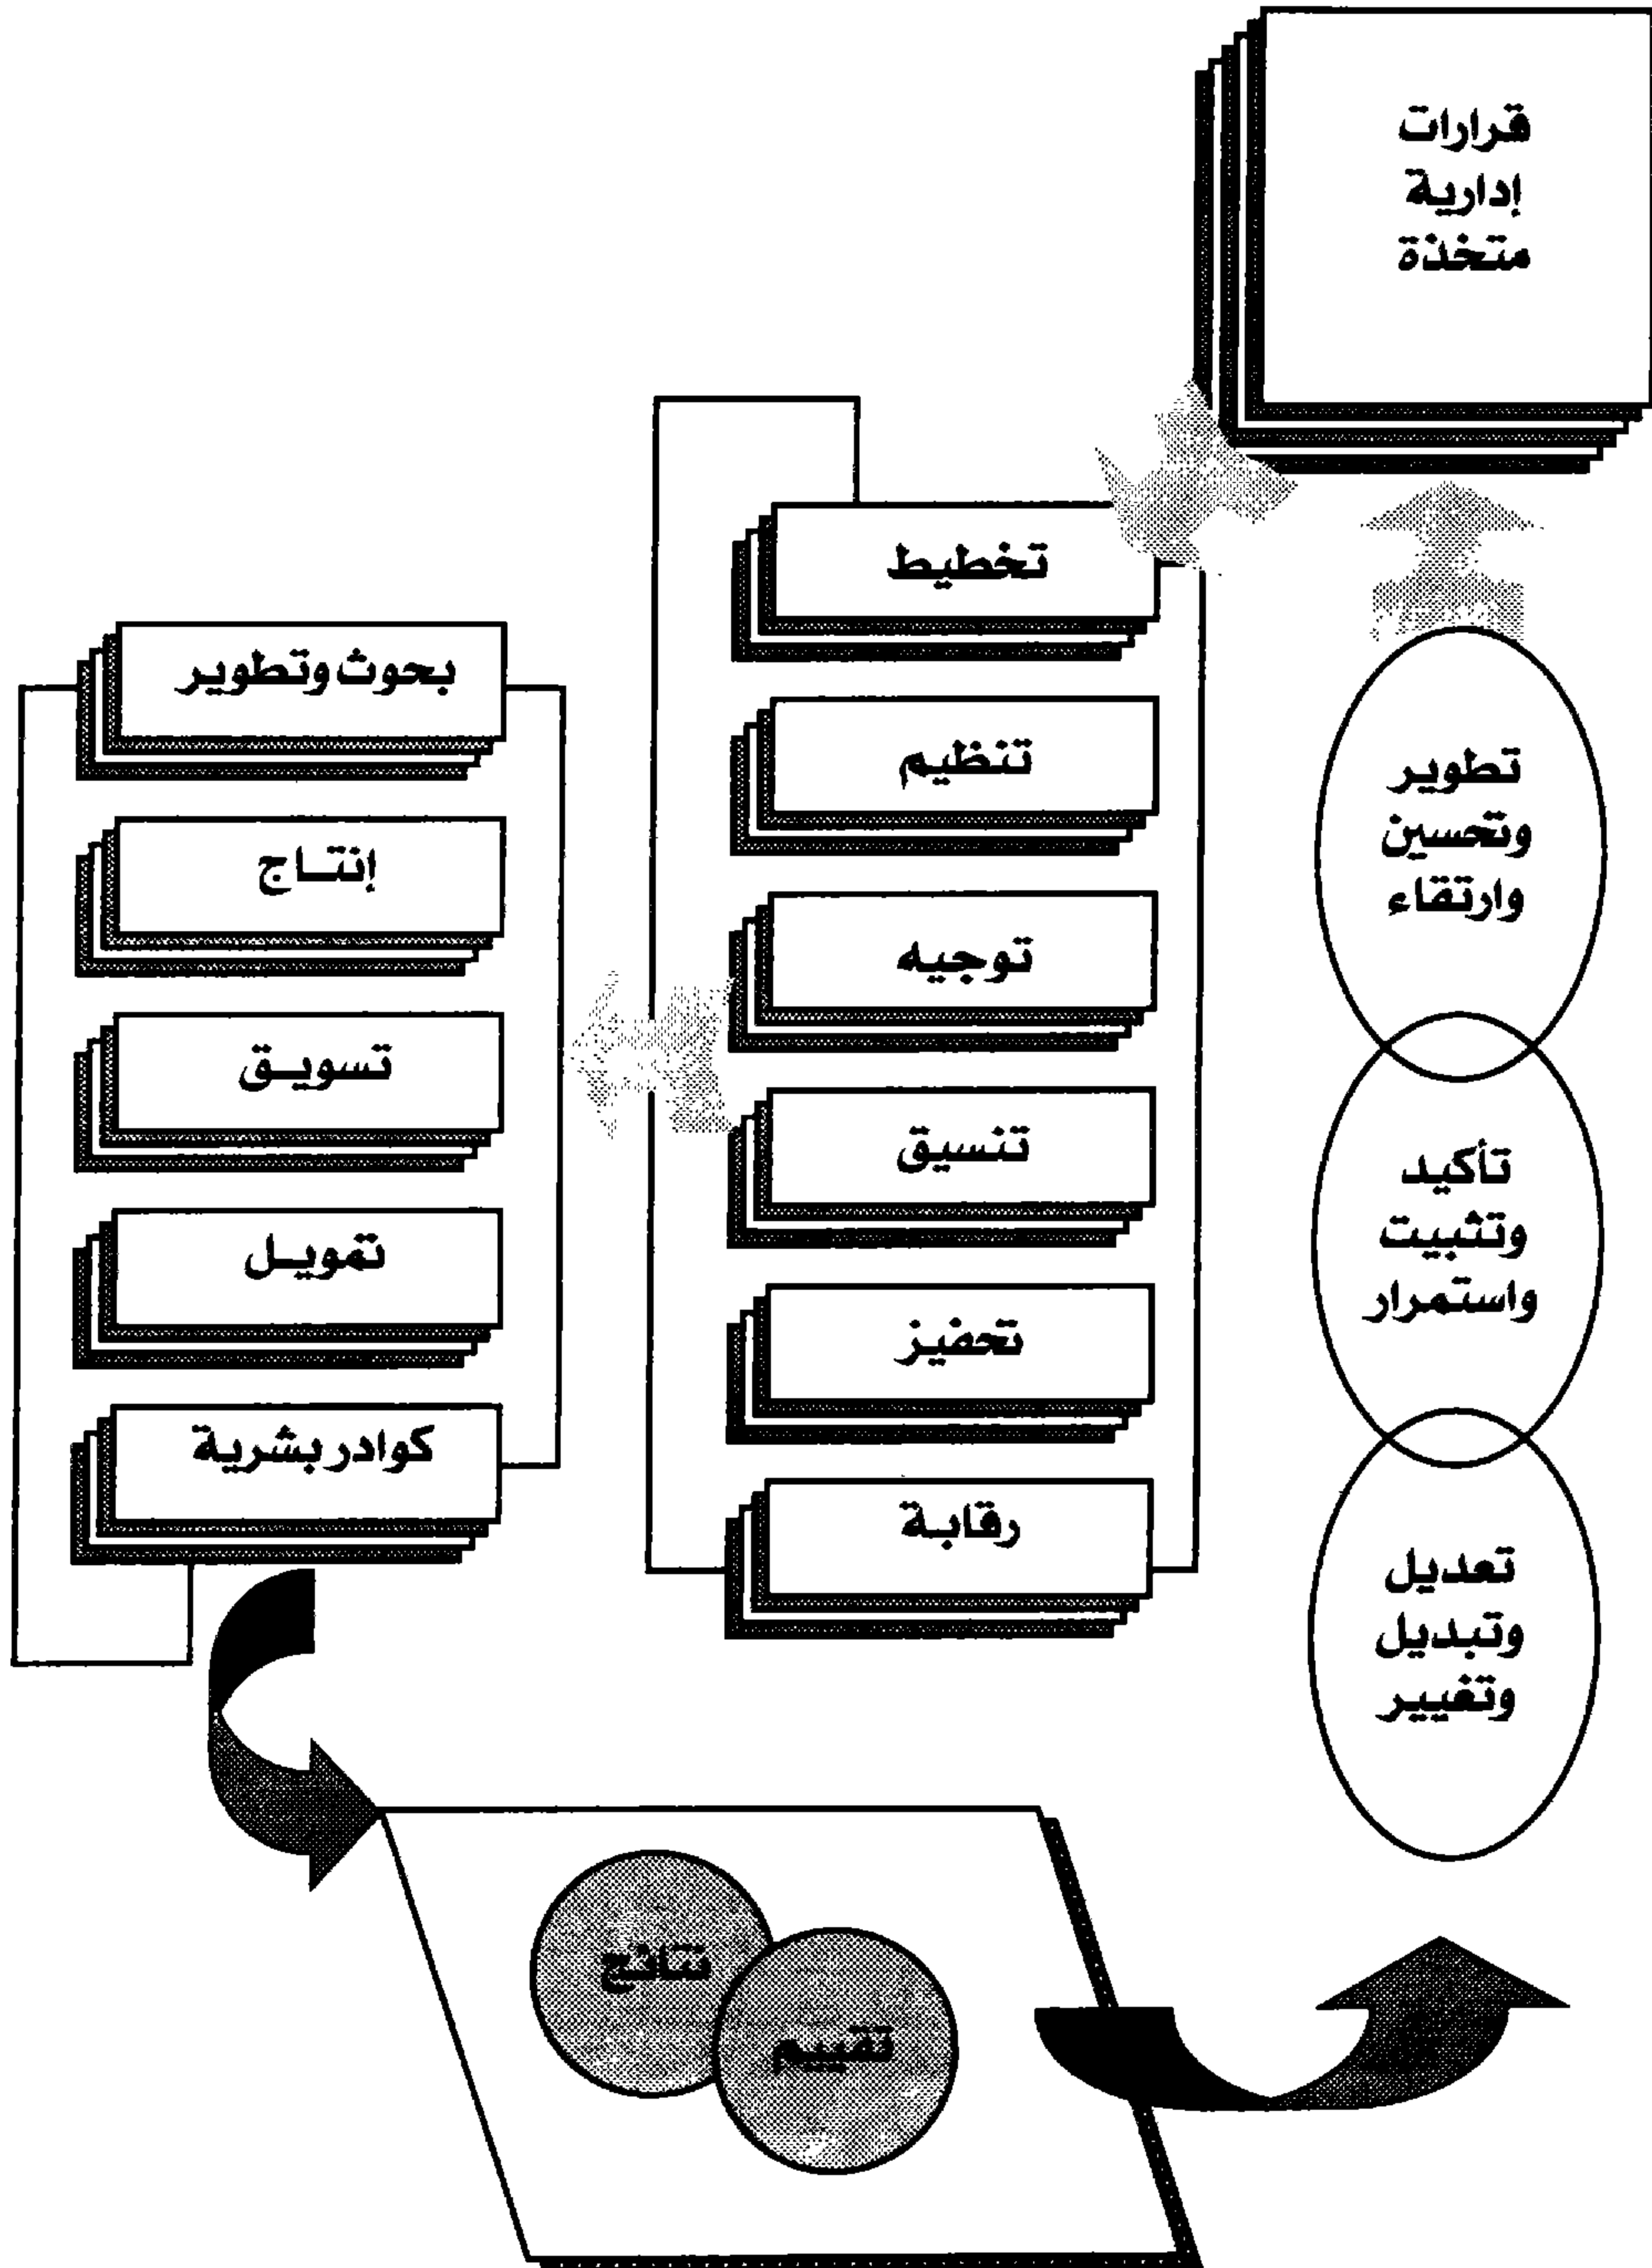 قرارات
إدارية
متخذة
تخطيط
تنظيم
توجيه
تنسيق
تحفيز
رقابة
بحوث وتطوير
إنتاج
تسويق
تمويل
كوادر بشرية
نتائج
تقييم
تطوير
وتحسين
وارتقاء
تأكيد
وتثبيت
واستمرار
تعديل
وتبديل
وتغيير